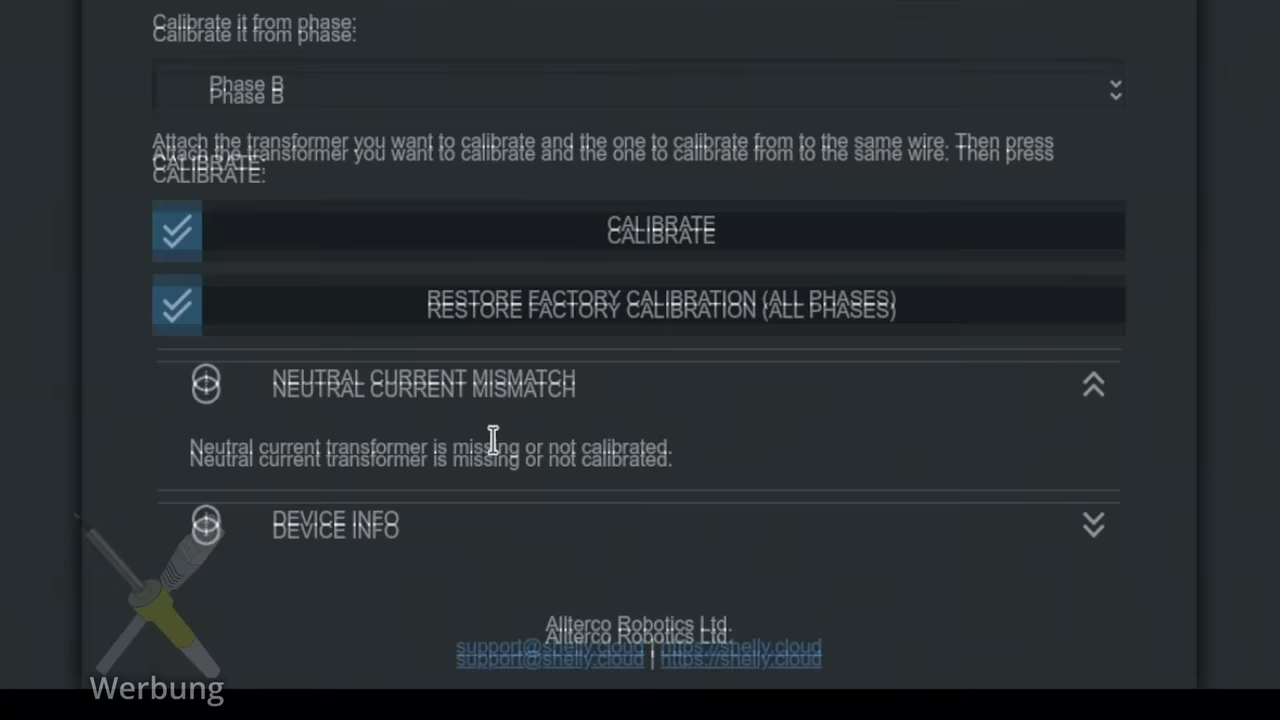 Calibrate it from phase:
Phase B
Attach the transformer you want to calibrate and the one to calibrate from to the same wire. Then press
CALIBRATE:
CALIBRATE
RESTORE FACTORY CALIBRATION (ALL PHASES)
NEUTRAL CURRENT MISMATCH
Neutral current transformer is missing or not calibrated.
DEVICE INFO
Allterco Robotics Ltd.
support@shelly.cloud | https://shelly.cloud
Werbung